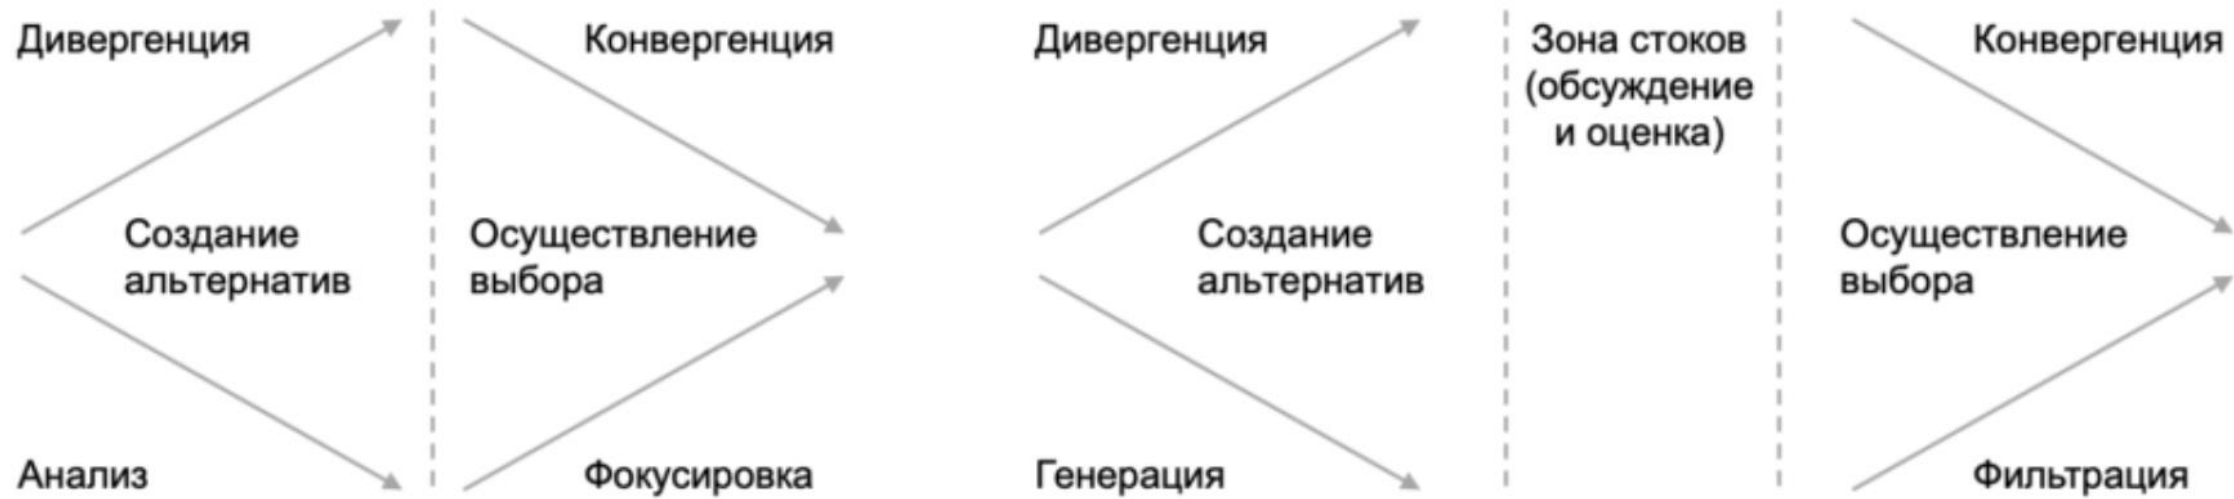 Дивергенция
Создание
альтернатив
Анализ
Конвергенция
Осуществление
выбора
Фокусировка
Дивергенция
Создание
альтернатив
Генерация
Зона стоков
(обсуждение
и оценка)
Конвергенция
Осуществление
выбора
Фильтрация